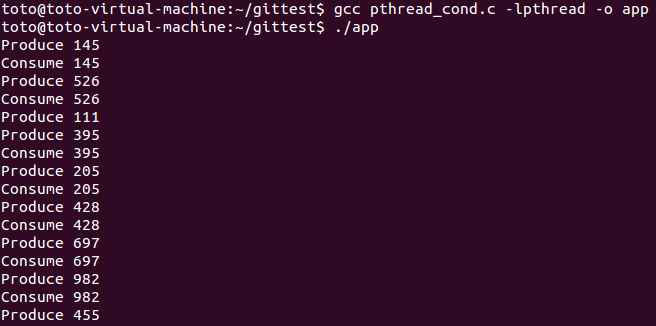 toto@toto-virtual-machine:~/gittest$ gcc pthread_cond.c -lpthread -o app
toto@toto-virtual-machine:~/gittest$ ./app
Produce 145
Consume 145
Produce 526
Consume 526
Produce 111
Produce 395
Consume 395
Produce 205
Consume 205
Produce 428
Consume 428
Produce 697
Consume 697
Produce 982
Consume 982
Produce 455